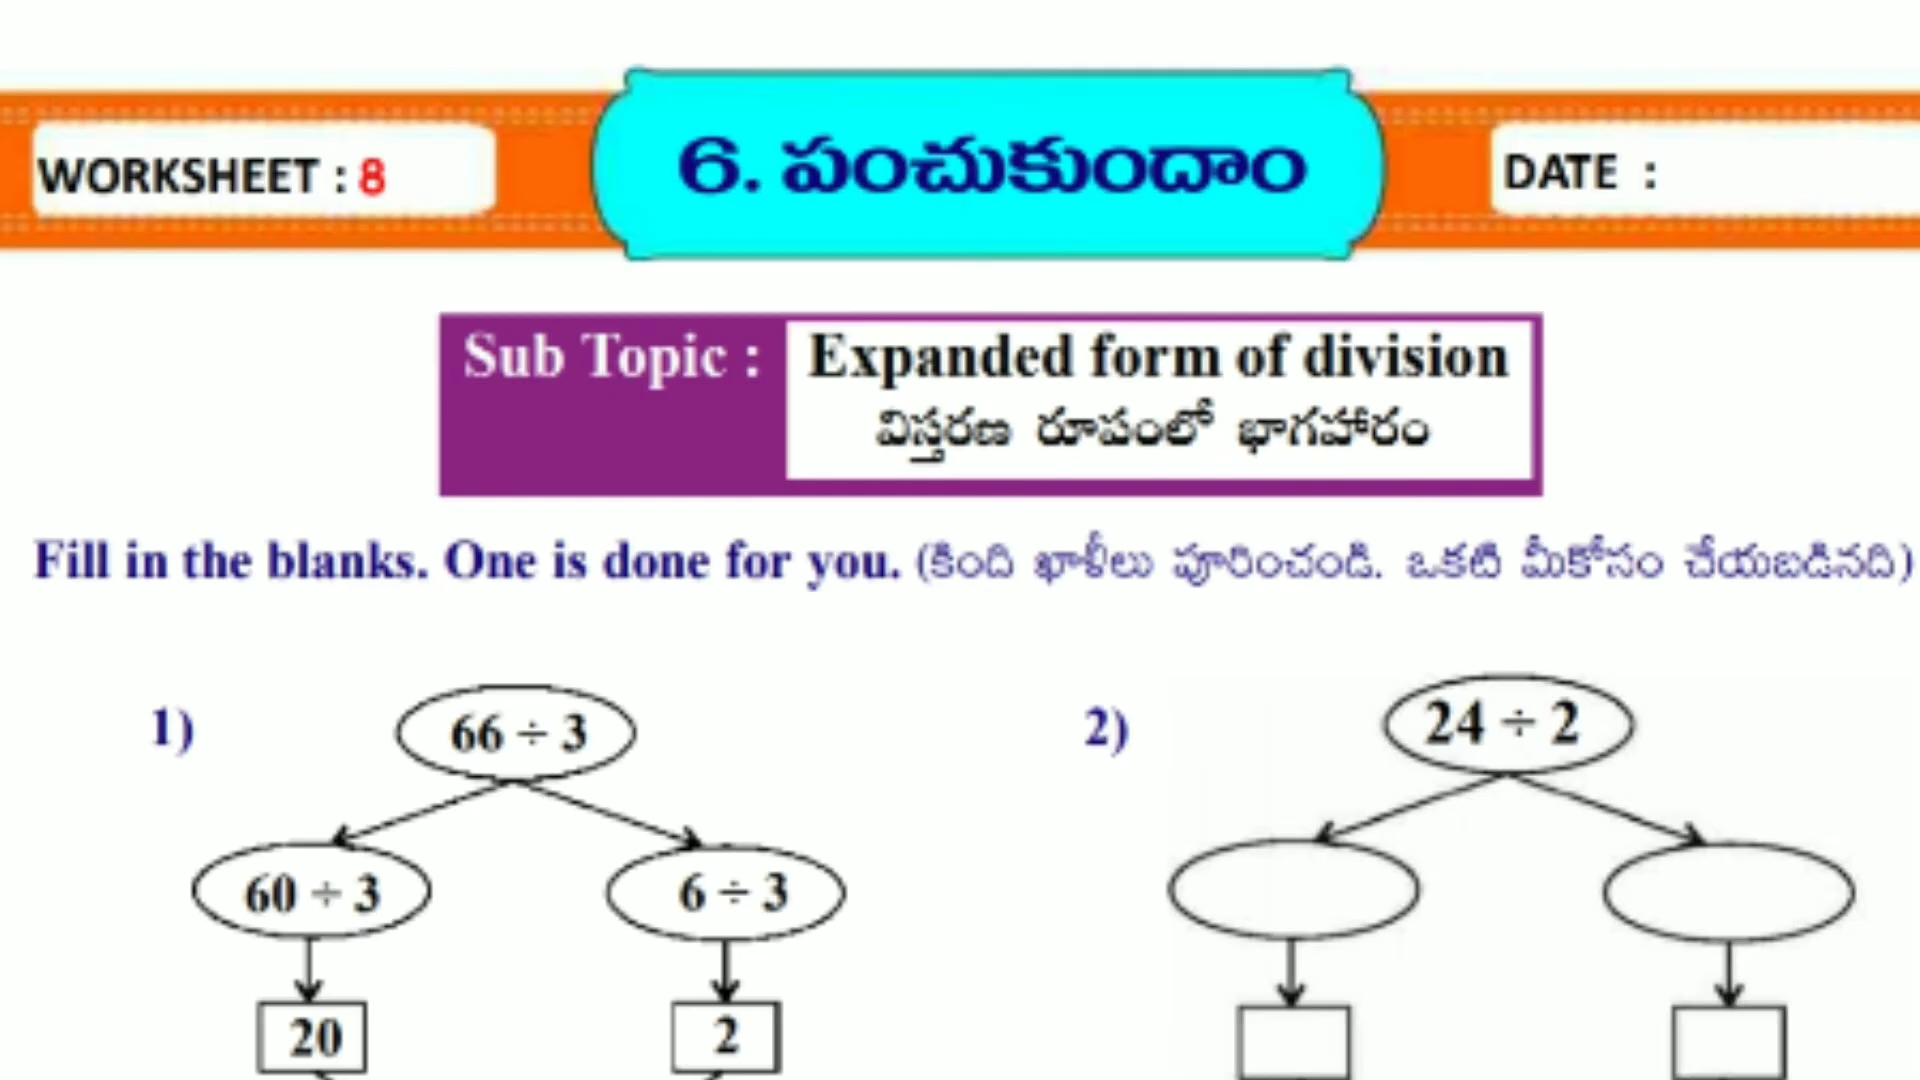 WORKSHEET : 8
6. పంచుకుందాం
DATE :
Sub Topic :
Expanded form of division
విస్తరణ రూపంలో భాగహారం
Fill in the blanks. One is done for you. (కింది ఖాళీలు పూరించండి. ఒకటి మీకోసం చేయబడినది)
1)
66 ÷ 3
2)
24 ÷ 2
60 ÷ 3
6 ÷ 3
20
2